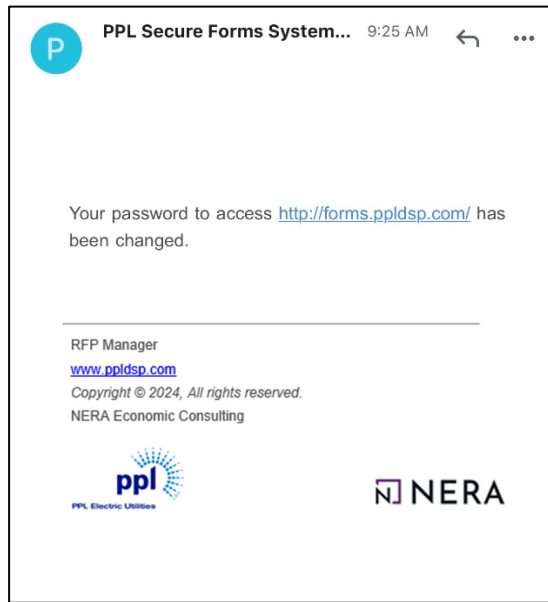 P
PPL Secure Forms System... 9:25 AM
Your password to access http://forms.ppldsp.com/ has
been changed.
RFP Manager
www.ppldsp.com
Copyright © 2024, All rights reserved.
NERA Economic Consulting
ppl
PPL Electric Utilities
N NERA